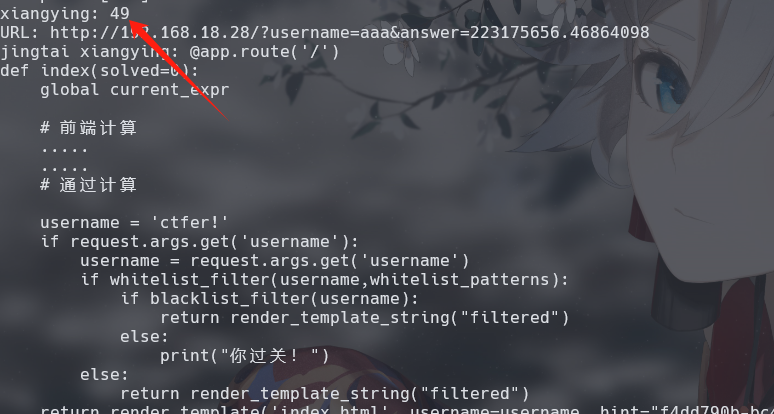 xiangying: 49
URL: http://192.168.18.28/?username=aaa&answer=223175656.46864098
jingtai xiangying: @app.route('/')
def index(solved=0):
    global current_expr
    # 前端计算
    .....
    .....
    # 通过计算
    username = 'ctfer!'
    if request.args.get('username'):
        username = request.args.get('username')
        if whitelist_filter(username,whitelist_patterns):
            if blacklist_filter(username):
                return render_template_string("filtered")
            else:
                print("你过关！")
        else:
            return render_template_string("filtered")
    return render_template('index.html', username=username, hint="f4dd790b-bc